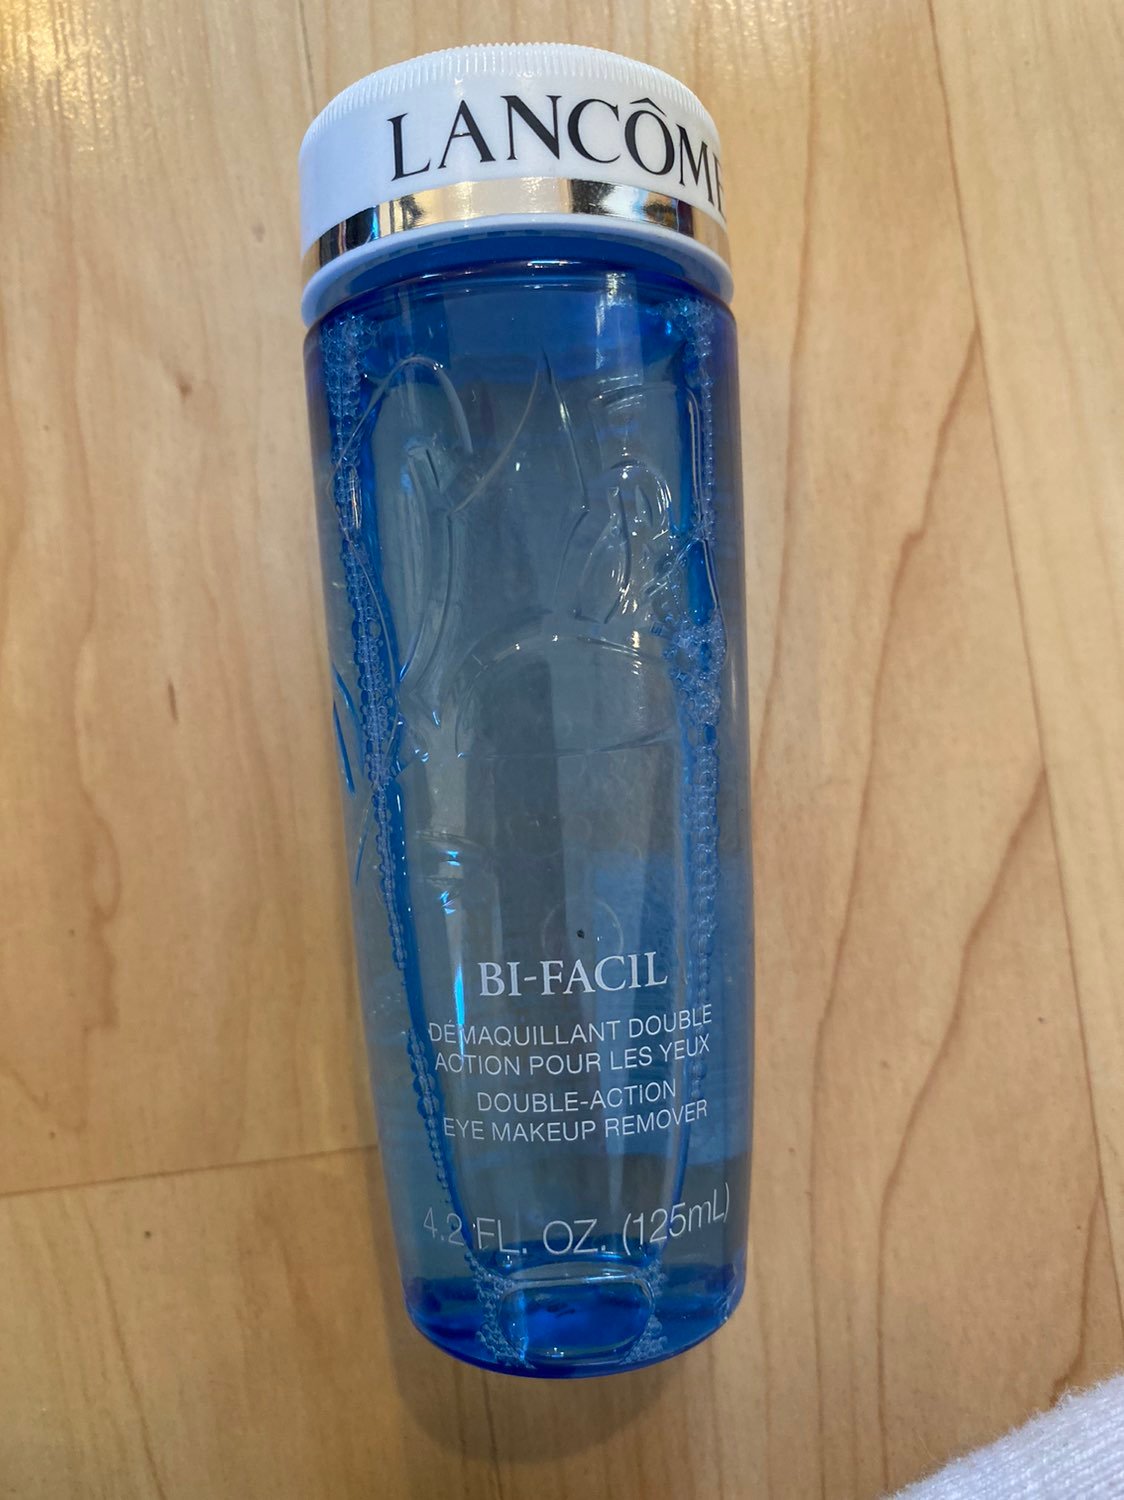 LANCÔME
BI-FACIL
DÉMAQUILLANT DOUBLE
ACTION POUR LES YEUX
DOUBLE-ACTION
EYE MAKEUP REMOVER
4.2 FL. OZ. (125mL)